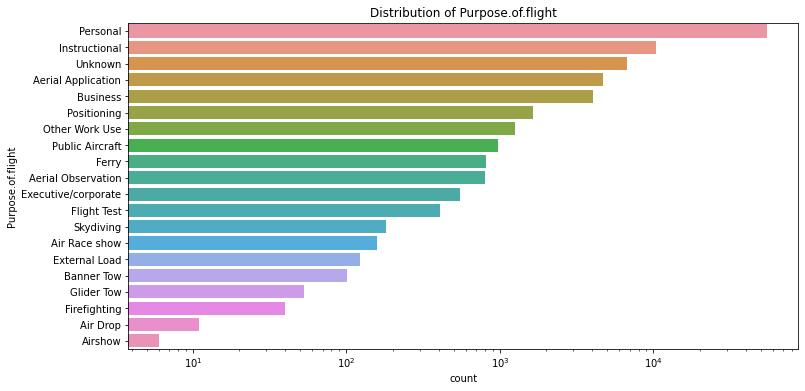 Distribution of Purpose.of.flight
Purpose.of.flight
Personal
Instructional
Unknown
Aerial Application
Business
Positioning
Other Work Use
Public Aircraft
Ferry
Aerial Observation
Executive/corporate
Flight Test
Skydiving
Air Race show
External Load
Banner Tow
Glider Tow
Firefighting
Air Drop
Airshow
10¹ 10² 10³ 10⁴
count